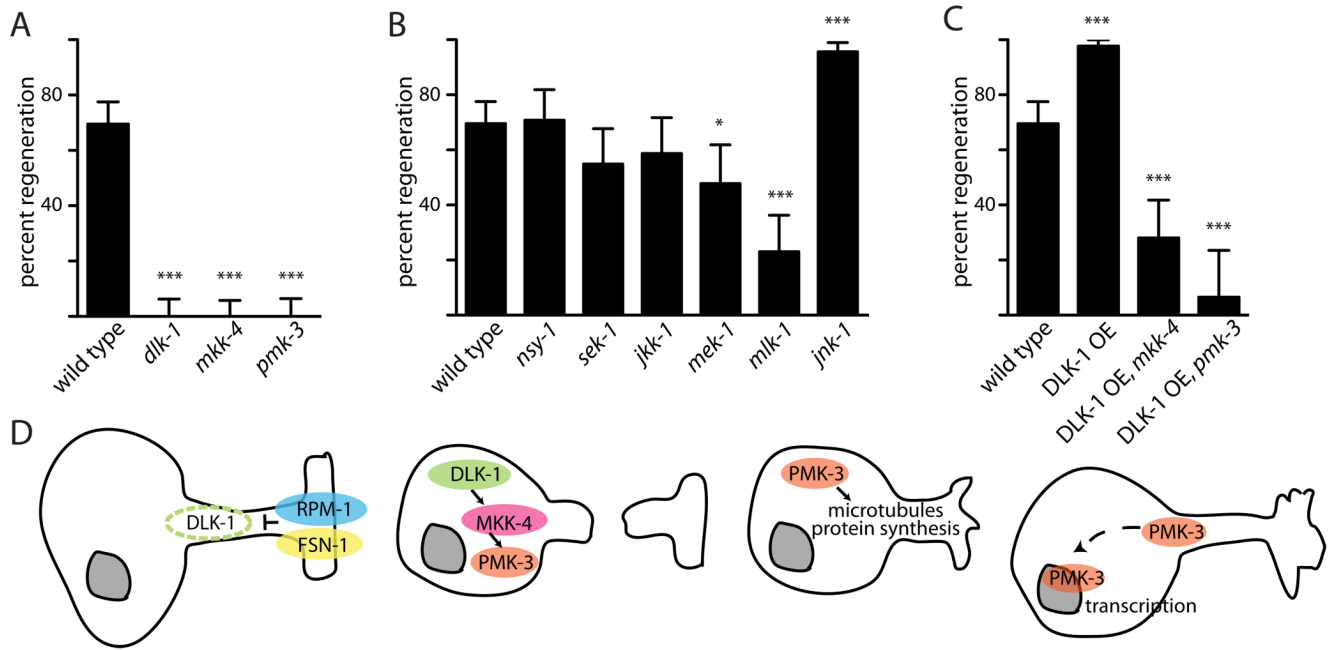 A
percent regeneration
80
40
***
***
***
wild type
dlk-1
mkk-4
pmk-3
B
percent regeneration
80
40
*
***
***
wild type
nsy-1
sek-1
jkk-1
mek-1
mlk-1
jnk-1
C
percent regeneration
80
40
***
***
***
wild type
DLK-1 OE
DLK-1 OE, mkk-4
DLK-1 OE, pmk-3
D
DLK-1
RPM-1
FSN-1
DLK-1
MKK-4
PMK-3
PMK-3
microtubules
protein synthesis
PMK-3
PMK-3
transcription